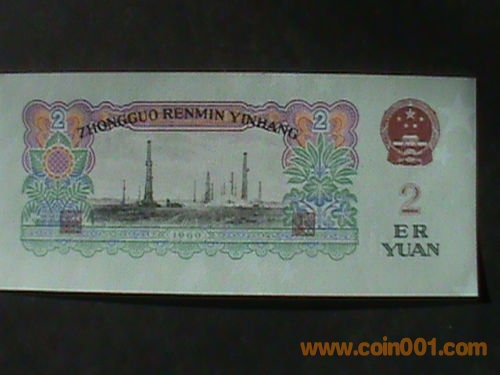 ZHONGGUO RENMIN YINHANG
2
2
2
ER
YUAN
1960
www.coin001.com